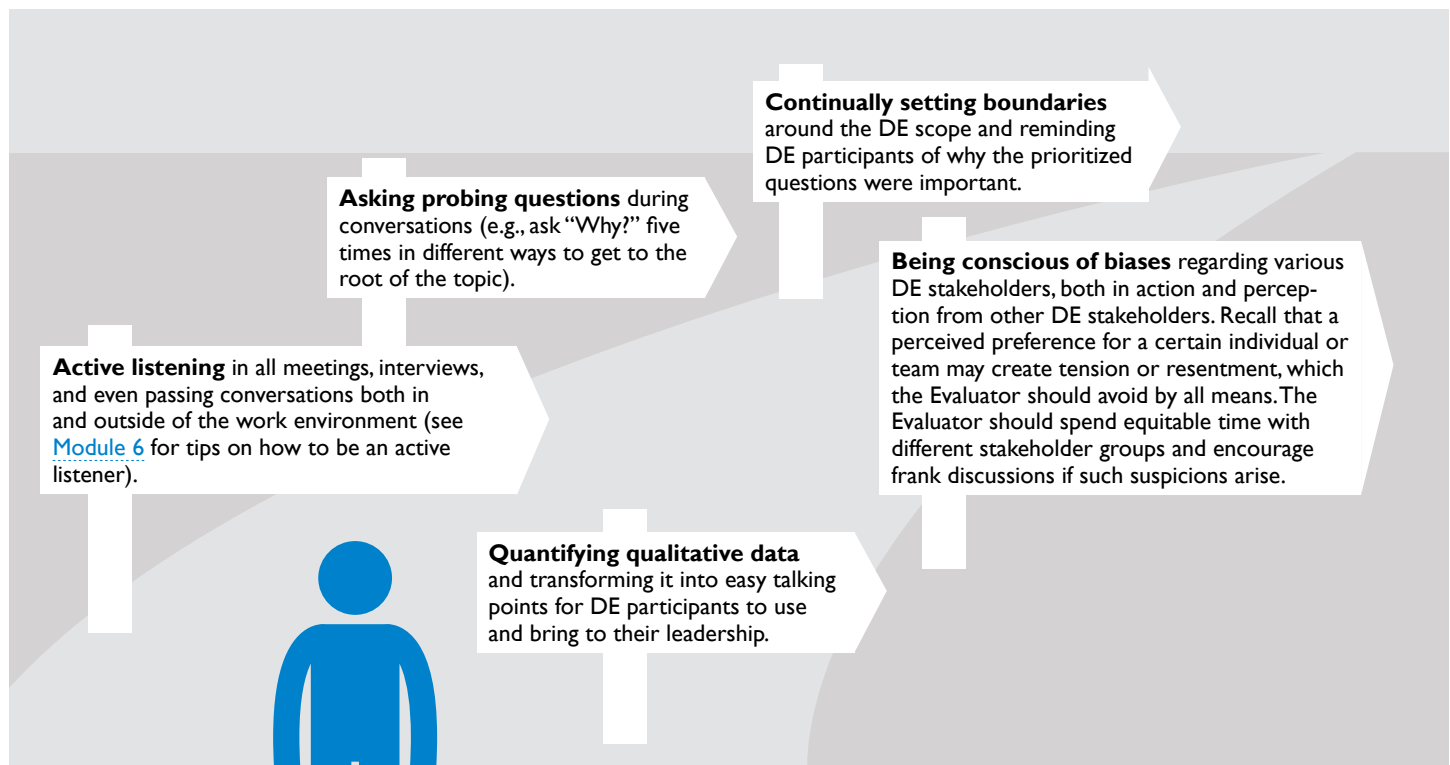 Continually setting boundaries
around the DE scope and reminding
DE participants of why the prioritized
questions were important.
Asking probing questions during
conversations (e.g., ask “Why?” five
times in different ways to get to the
root of the topic).
Being conscious of biases regarding various
DE stakeholders, both in action and percep-
tion from other DE stakeholders. Recall that a
perceived preference for a certain individual or
team may create tension or resentment, which
the Evaluator should avoid by all means. The
Evaluator should spend equitable time with
different stakeholder groups and encourage
frank discussions if such suspicions arise.
Active listening in all meetings, interviews,
and even passing conversations both in
and outside of the work environment (see
Module 6 for tips on how to be an active
listener).
Quantifying qualitative data
and transforming it into easy talking
points for DE participants to use
and bring to their leadership.